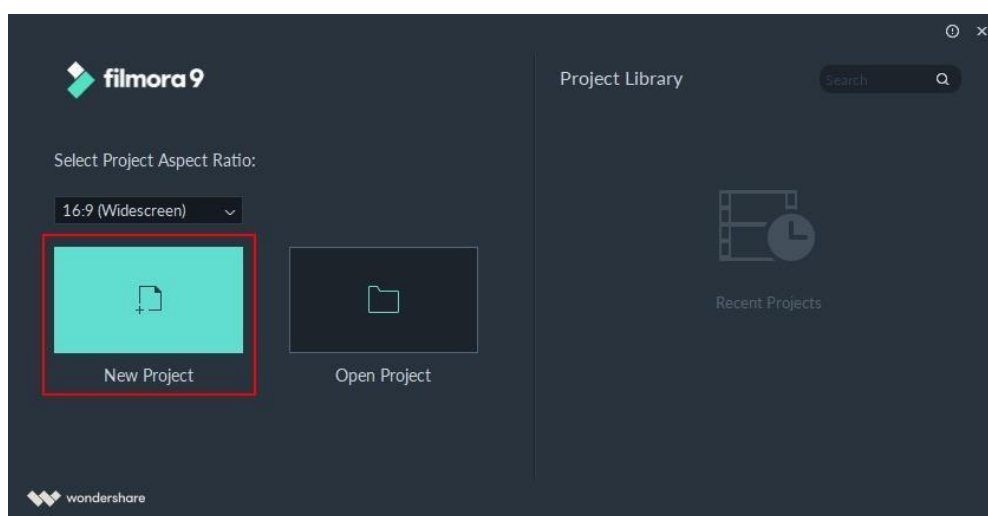 filmora9
Project Library
Search
Select Project Aspect Ratio:
16:9 (Widescreen)
New Project
Open Project
Recent Projects
wondershare